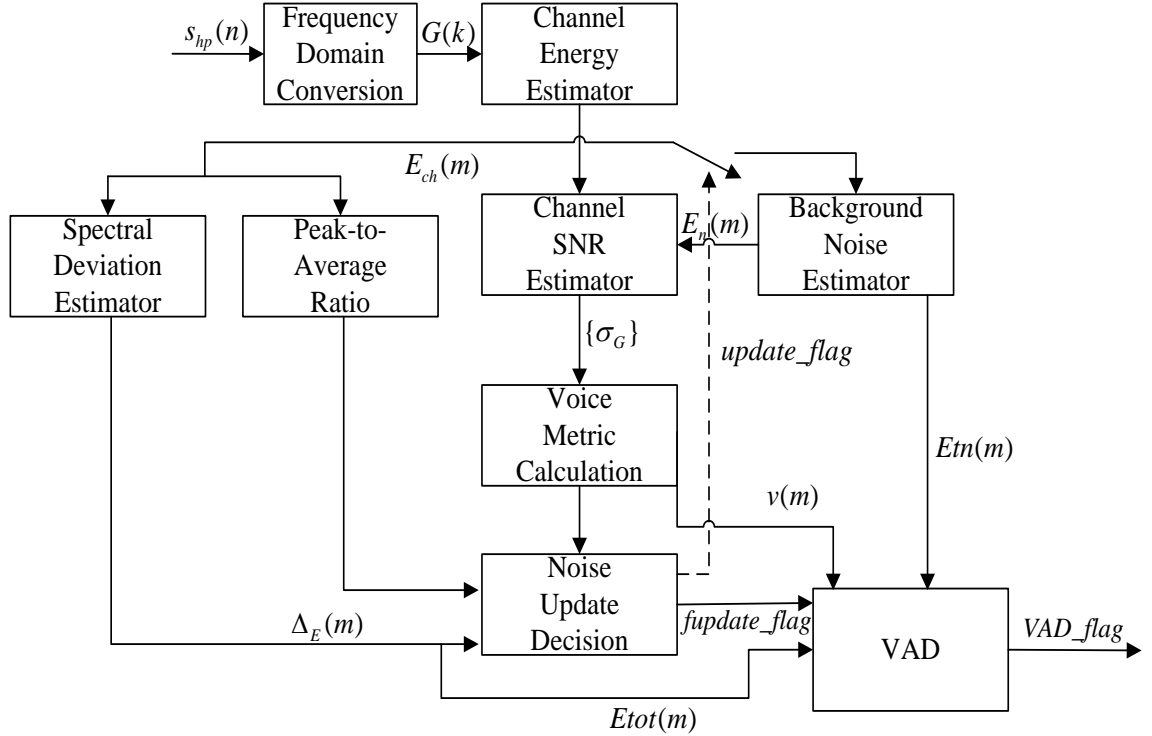 s_hp(n)
Frequency
Domain
Conversion
G(k)
Channel
Energy
Estimator
E_ch(m)
Spectral
Deviation
Estimator
Peak-to-
Average
Ratio
Channel
SNR
Estimator
E_n(m)
Background
Noise
Estimator
{σ_G}
update_flag
Voice
Metric
Calculation
Etn(m)
v(m)
Noise
Update
Decision
Δ_E(m)
fupdate_flag
VAD
VAD_flag
Etot(m)